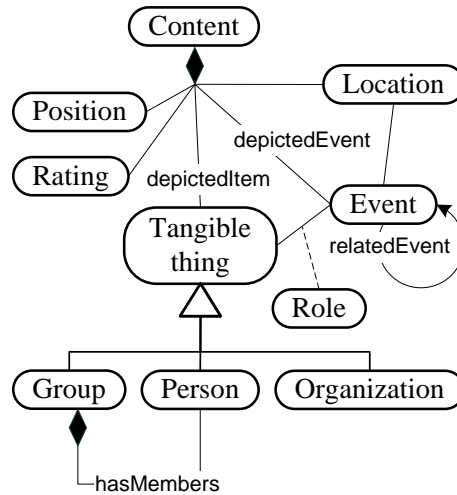 Content
Location
Position
depictedEvent
Rating
depictedItem
Tangible
thing
Event
relatedEvent
Role
Group
Person
Organization
hasMembers